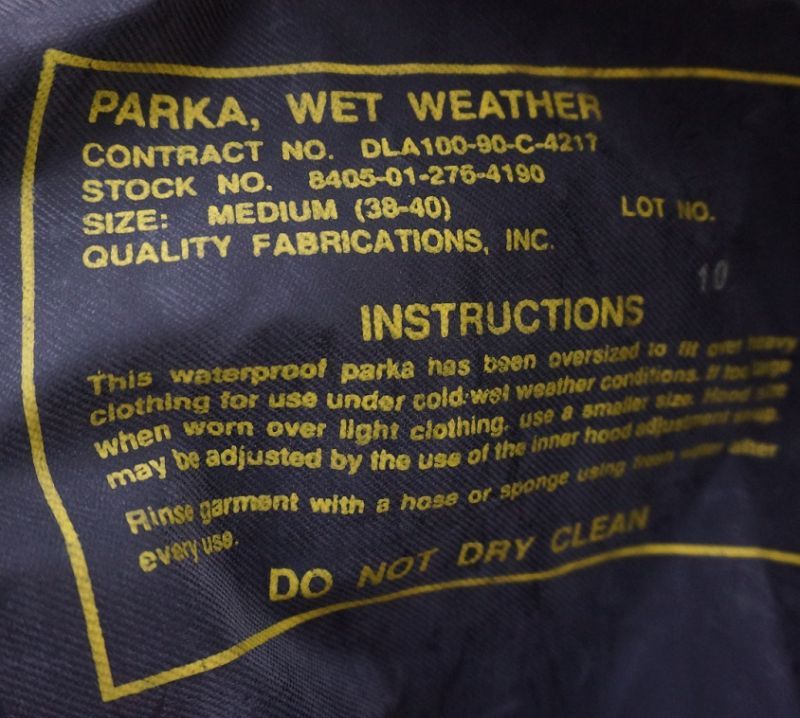 PARKA, WET WEATHER
CONTRACT NO. DLA100-90-C-4217
STOCK NO. 8405-01-276-4190
SIZE: MEDIUM (38-40) LOT NO.
QUALITY FABRICATIONS, INC.
10
INSTRUCTIONS
This waterproof parka has been oversized to fit over heavy
clothing for use under cold-wet weather conditions. If too large
when worn over light clothing, use a smaller size. Hood size
may be adjusted by the use of the inner hood adjustment snap.
Rinse garment with a hose or sponge using fresh water after
every use.
DO NOT DRY CLEAN